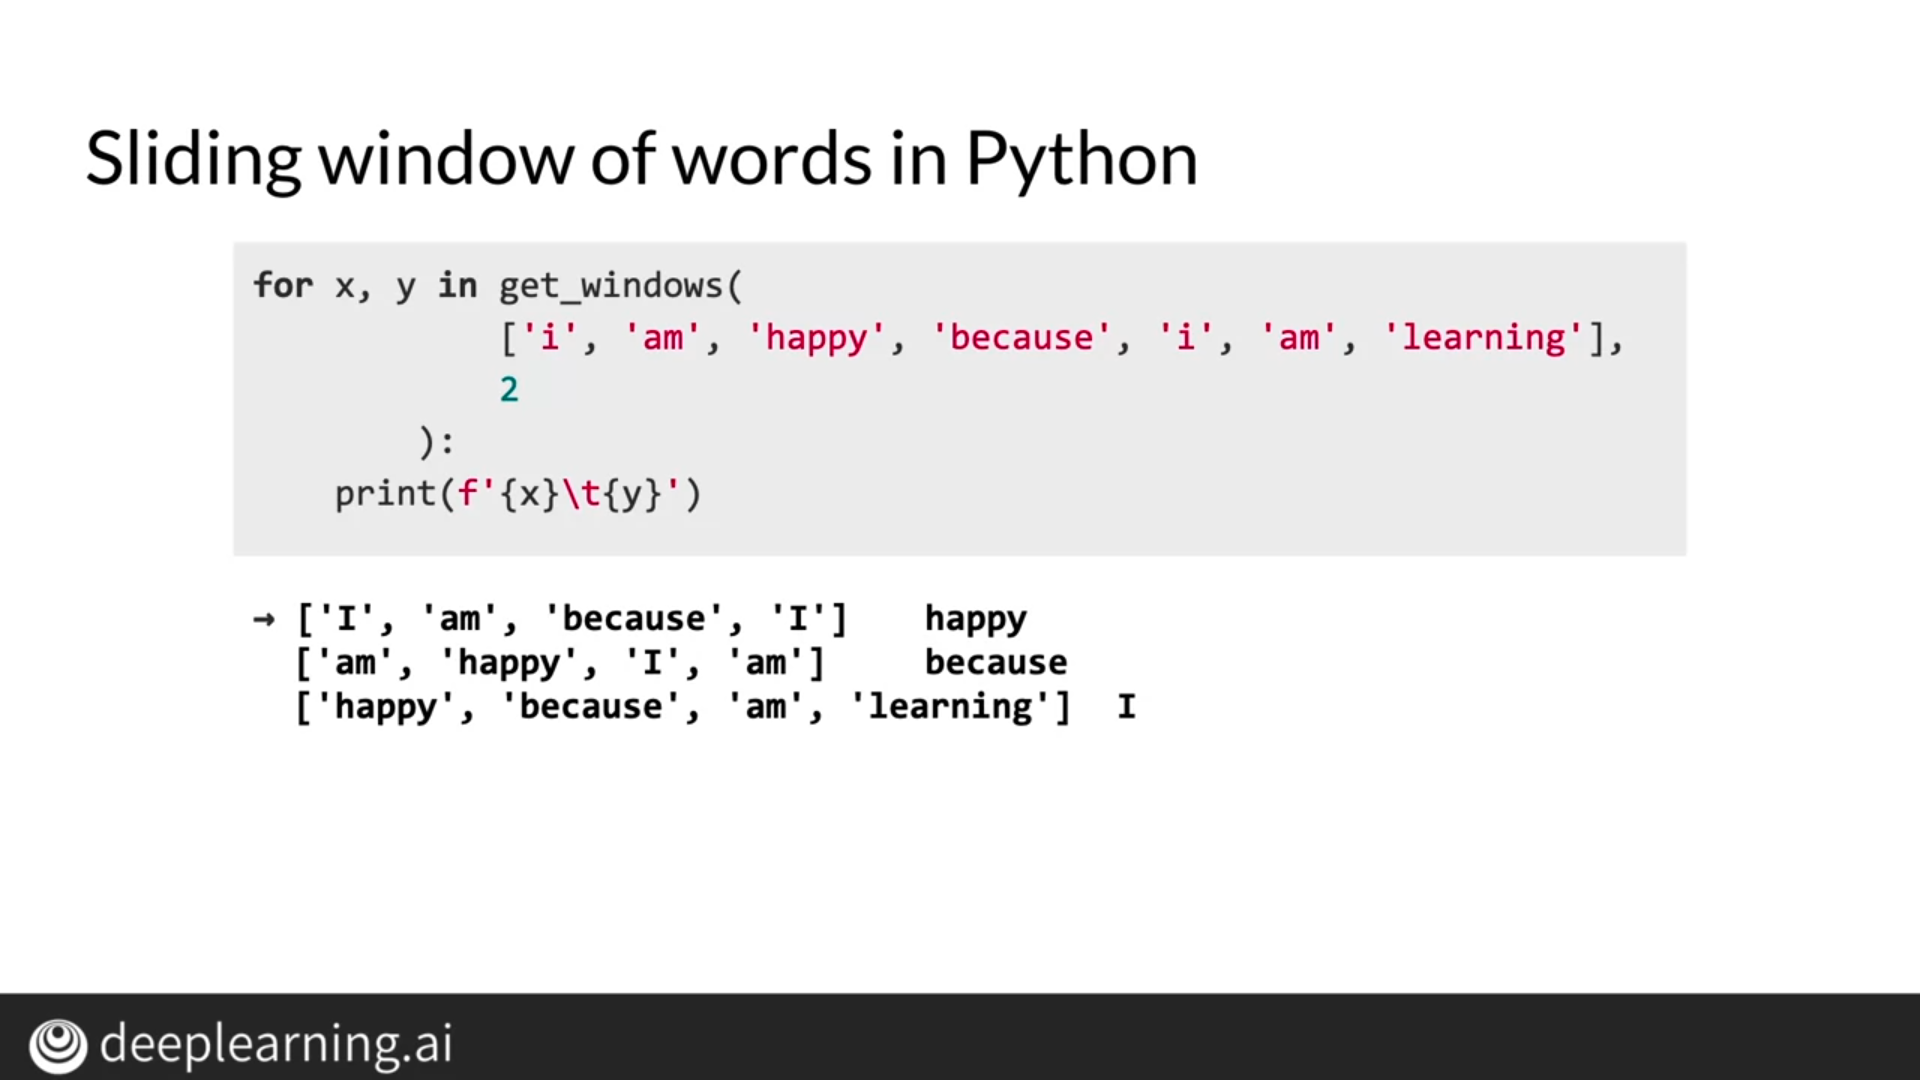 Sliding window of words in Python
for x, y in get_windows(
            ['i', 'am', 'happy', 'because', 'i', 'am', 'learning'],
            2
        ):
    print(f'{x}\t{y}')
→ ['I', 'am', 'because', 'I']    happy
  ['am', 'happy', 'I', 'am']     because
  ['happy', 'because', 'am', 'learning']  I
deeplearning.ai